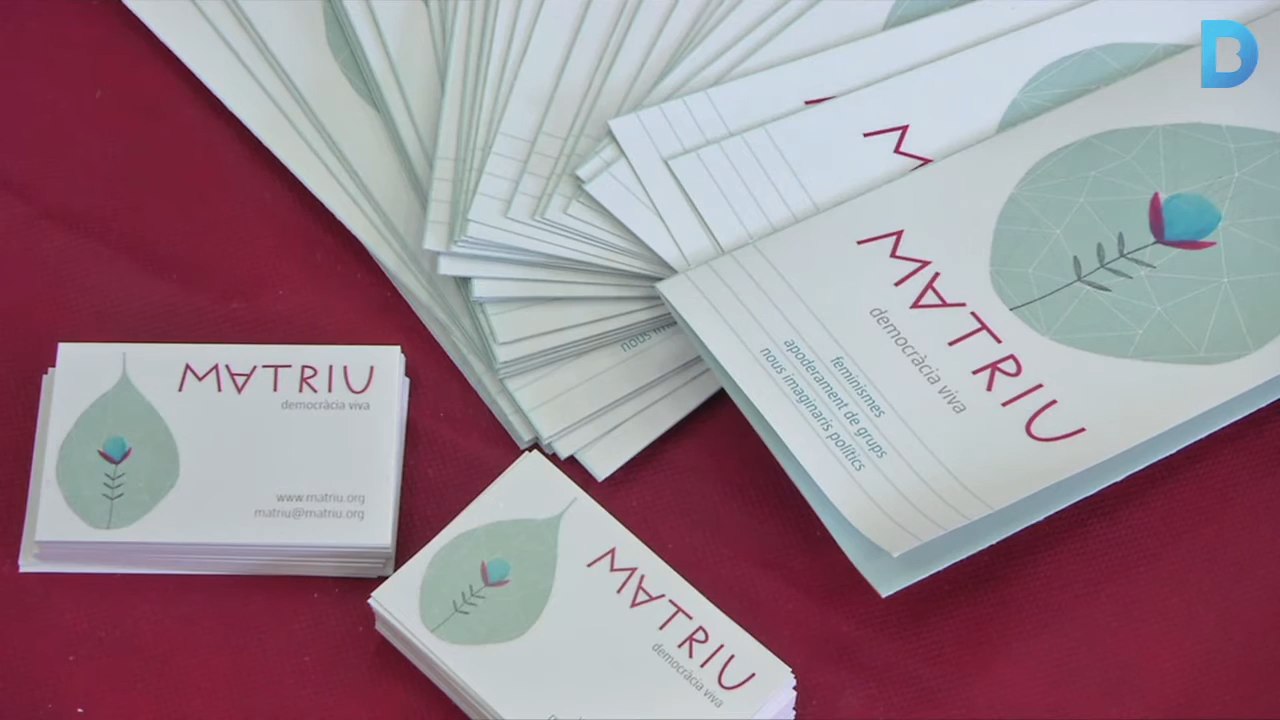 MATRIU
democràcia viva
www.matriu.org
matriu@matriu.org
MATRIU
democràcia viva
MATRIU
democràcia viva
feminismes
apoderament de grups
nous imaginaris polítics
nous
B